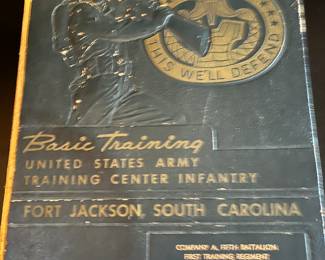 THIS WE'LL DEFEND
Basic Training
UNITED STATES ARMY
TRAINING CENTER INFANTRY
FORT JACKSON, SOUTH CAROLINA
COMPANY A, FIFTH BATTALION
FIRST TRAINING REGIMENT